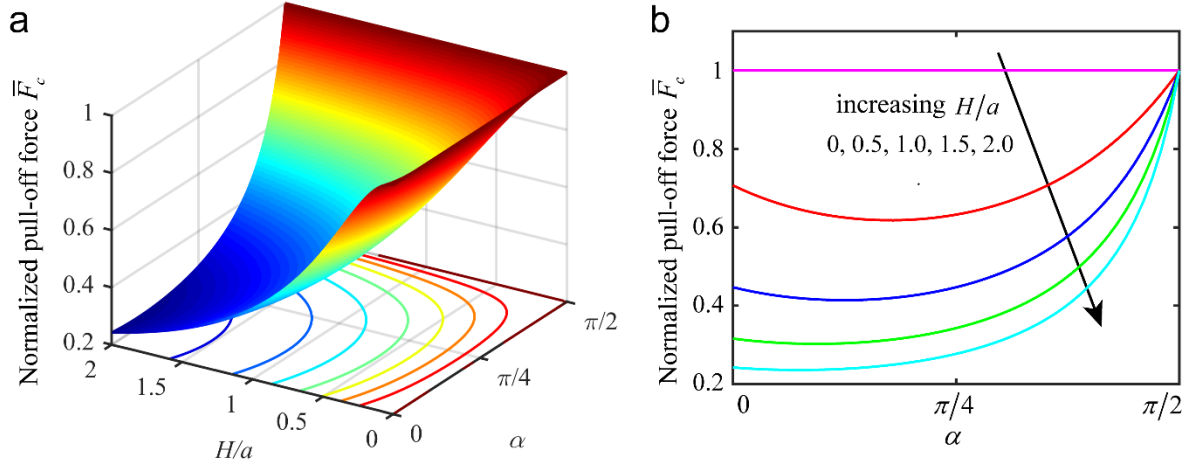 a
Normalized pull-off force F̅_c
1
0.8
0.6
0.4
0.2
2
1.5
1
0.5
0
H/a
0
π/4
π/2
α
b
Normalized pull-off force F̅_c
1
0.8
0.6
0.4
0.2
increasing H/a
0, 0.5, 1.0, 1.5, 2.0
0
π/4
π/2
α